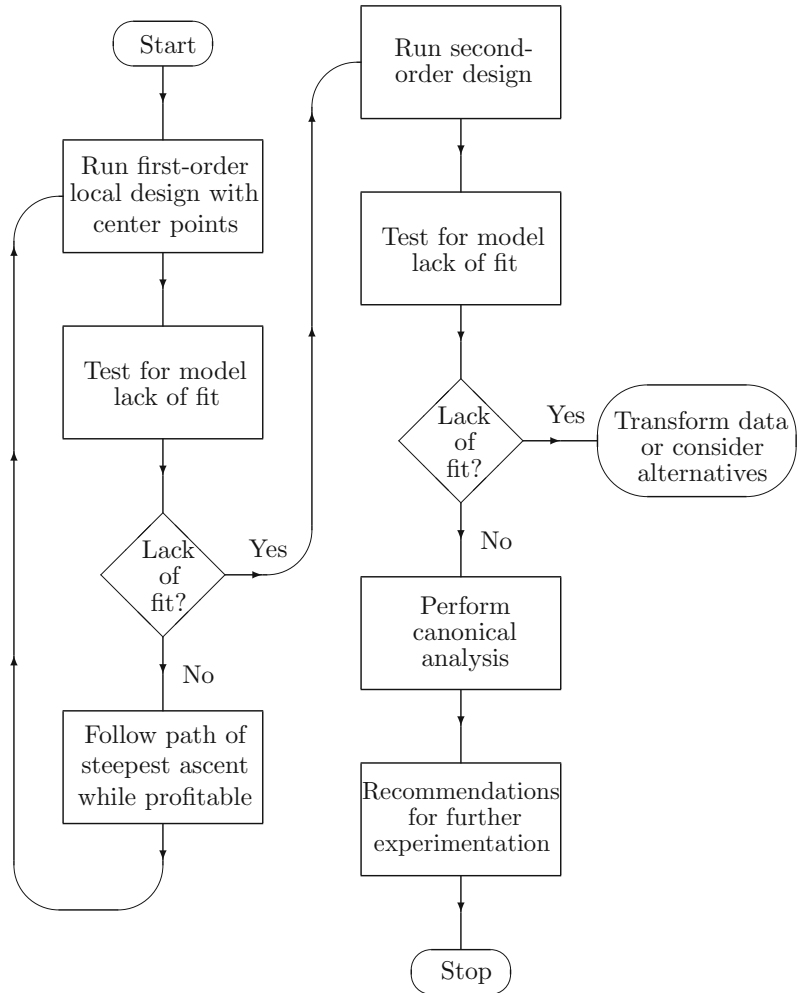 Start
Run first-order
local design with
center points
Test for model
lack of fit
Lack
of
fit?
Yes
No
Follow path of
steepest ascent
while profitable
Run second-
order design
Test for model
lack of fit
Lack
of
fit?
Yes
Transform data
or consider
alternatives
No
Perform
canonical
analysis
Recommendations
for further
experimentation
Stop